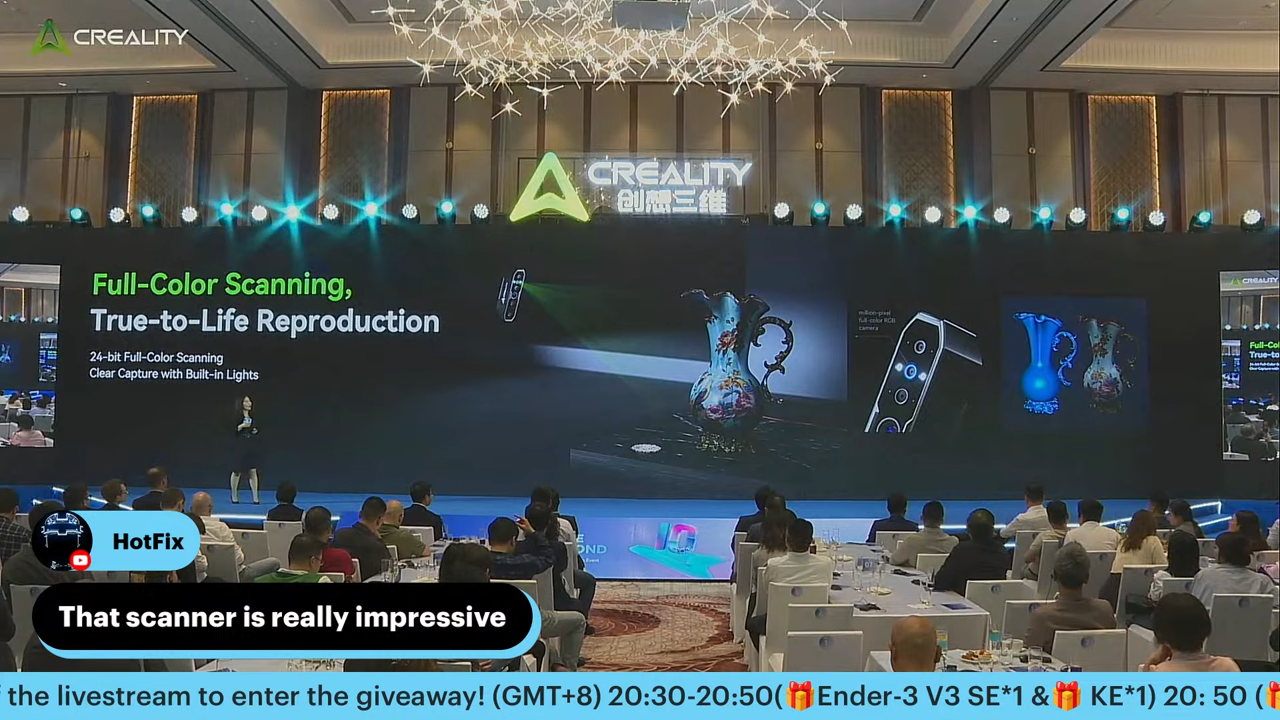 CREALITY
CREALITY
创想三维
Full-Color Scanning,
True-to-Life Reproduction
24-bit Full-Color Scanning
Clear Capture with Built-in Lights
million-pixel
full-color RGB
camera
CREALITY
HotFix
That scanner is really impressive
the livestream to enter the giveaway! (GMT+8) 20:30-20:50(🎁Ender-3 V3 SE*1 &🎁 KE*1) 20: 50 (🎁